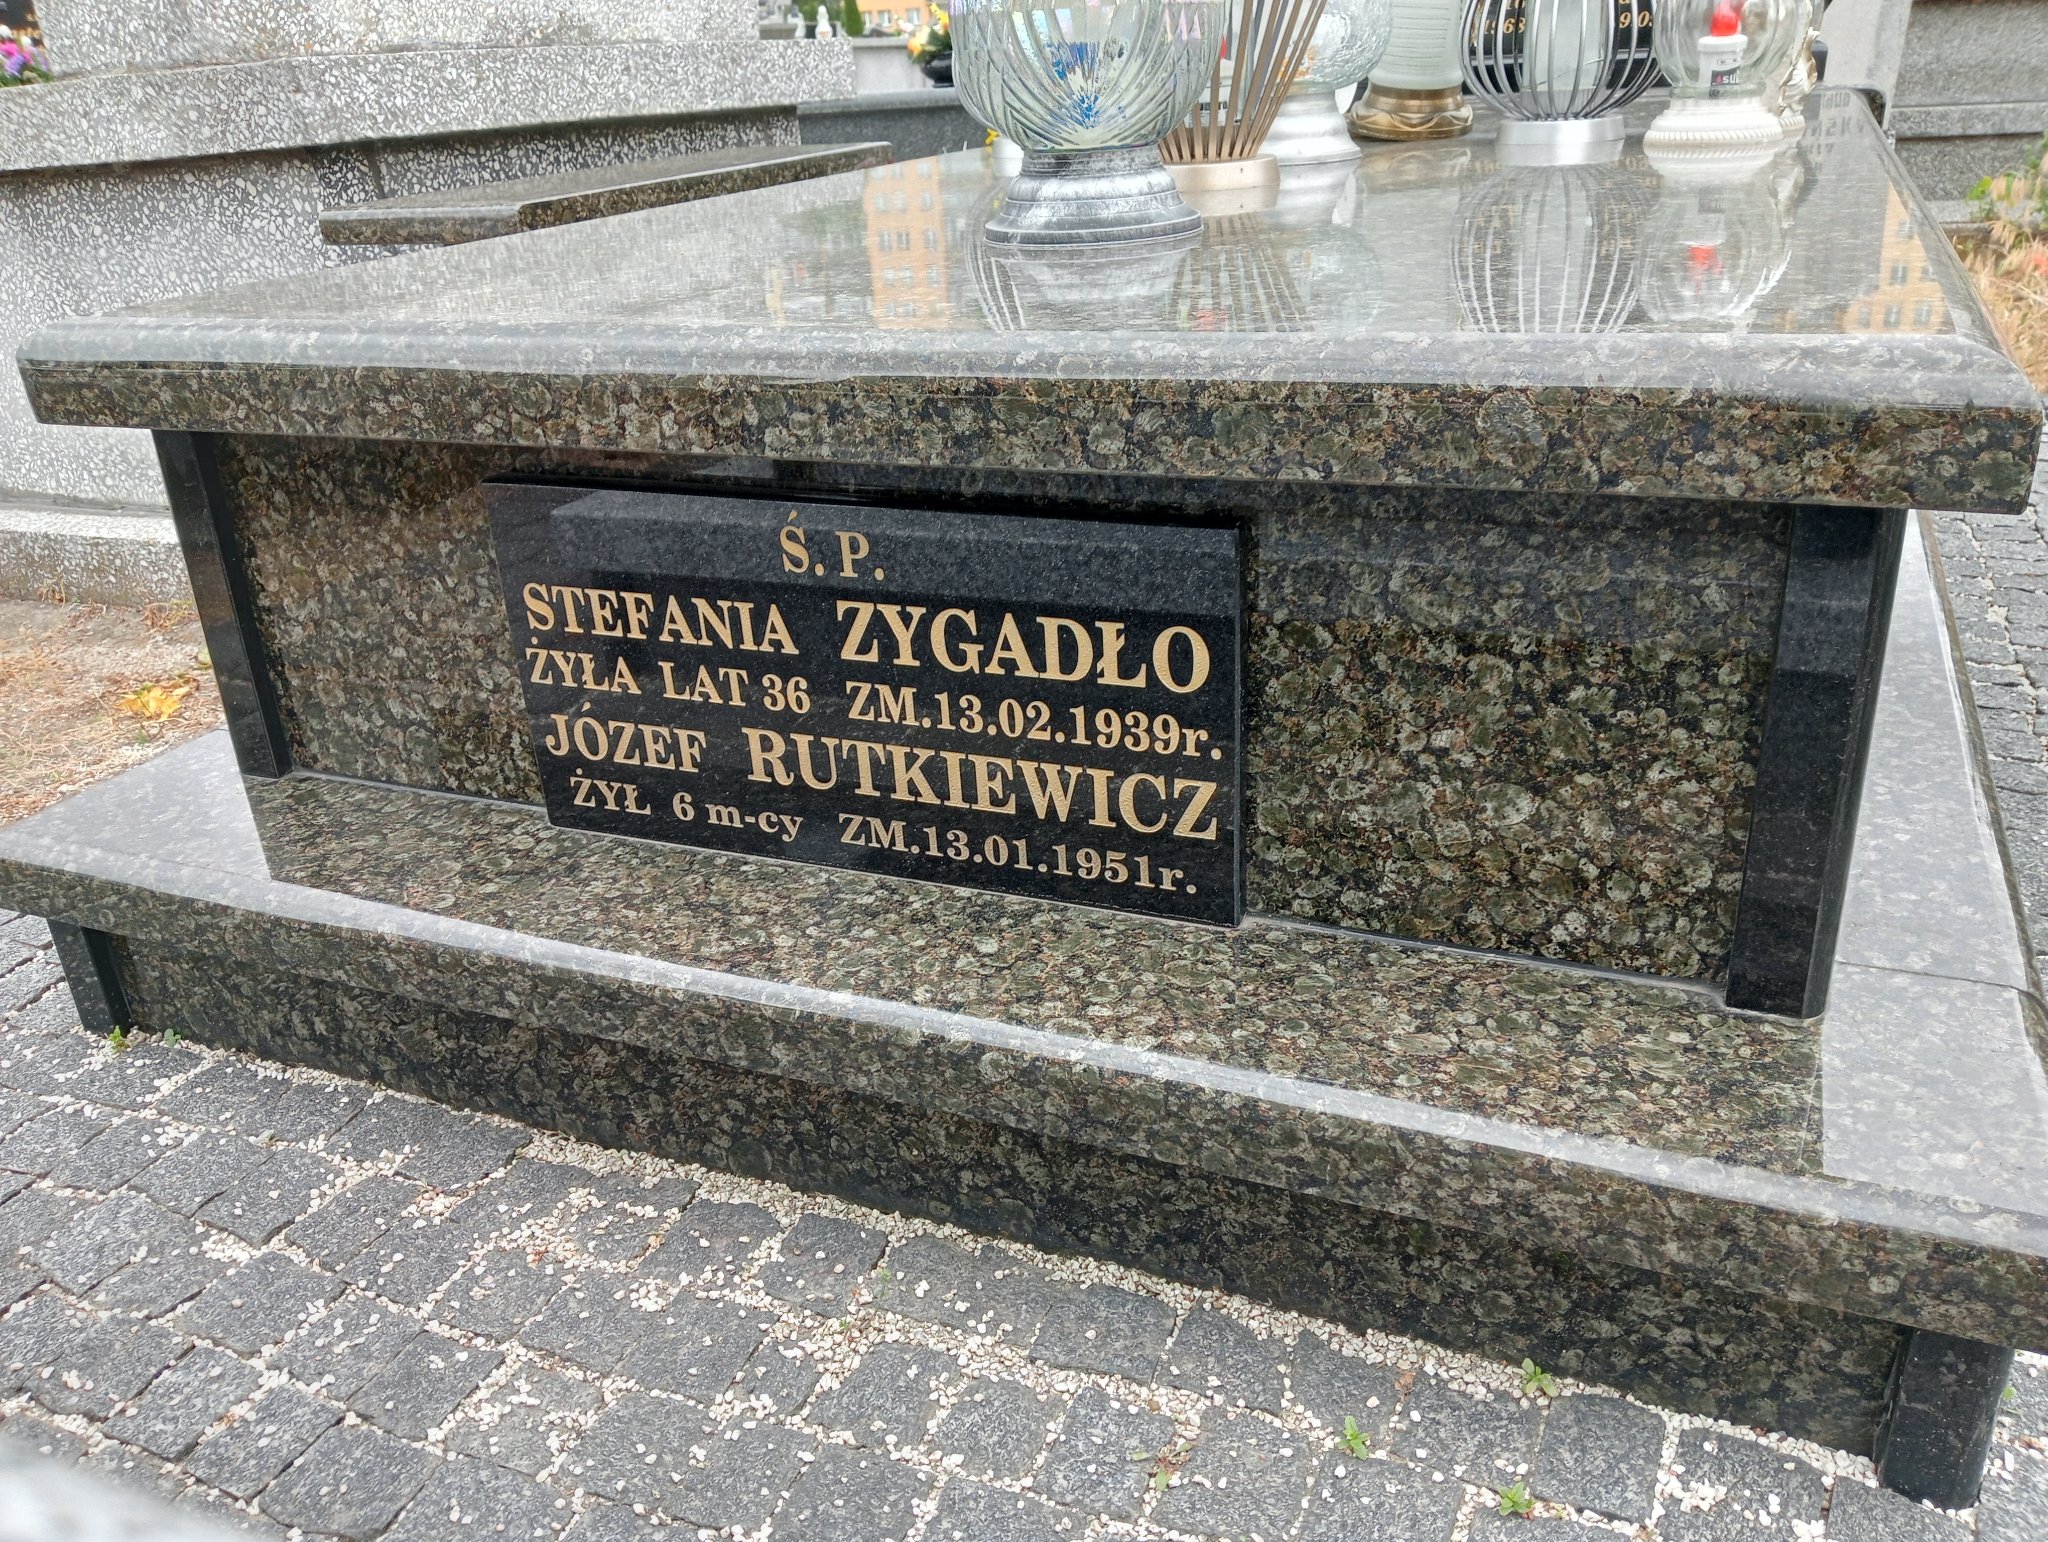 Ś. P.
STEFANIA ZYGADŁO
ŻYŁA LAT 36 ZM.13.02.1939r.
JÓZEF RUTKIEWICZ
ŻYŁ 6 m-cy ZM.13.01.1951r.